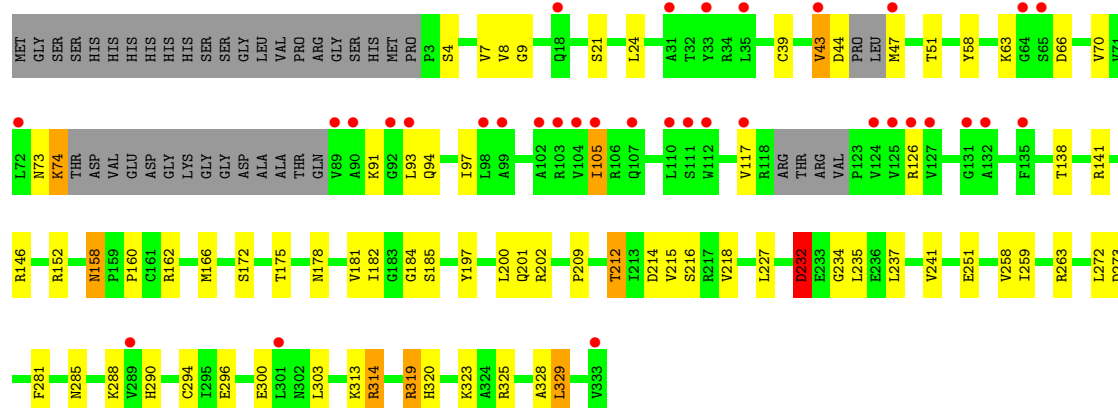 MET GLY SER SER HIS HIS HIS HIS HIS HIS SER SER GLY LEU VAL PRO ARG GLY SER HIS MET PRO P3 S4 V7 V8 G9 Q18 S21 L24 A31 T32 Y33 R34 L35 C39 V43 D44 PRO LEU M47 T51 Y58 K63 G64 S65 D66 V70 V71
L72 N73 K74 THR ASP VAL GLU ASP GLY LYS GLY GLY ASP ALA ALA THR GLN V89 A90 K91 G92 L93 Q94 I97 L98 A99 A102 R103 V104 I105 R106 Q107 L110 S111 W112 V117 R118 ARG THR ARG VAL P123 V124 V125 R126 V127 G131 A132 F135 T138 R141
R146 R152 N158 P159 P160 C161 R162 M166 S172 T175 N178 V181 I182 G183 G184 S185 Y197 L200 Q201 R202 P209 T212 I213 D214 V215 S216 R217 V218 L227 D232 E233 G234 L235 E236 L237 V241 E251 V258 I259 R263 L272
F281 N285 K288 V289 H290 C294 I295 E296 E300 L301 N302 L303 K313 R314 R319 H320 K323 A324 R325 A328 L329 V333